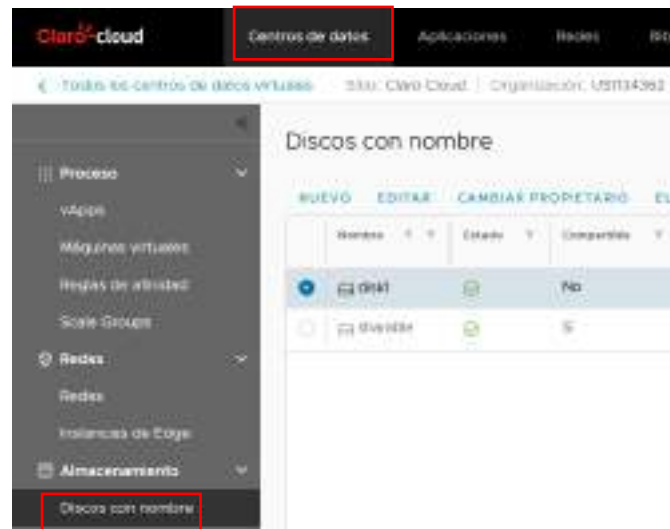 Claro-cloud
Centros de datos
Aplicaciones
Redes
Todos los centros de datos virtuales
Sitio: Claro Cloud
Organización:
Discos con nombre
NUEVO
EDITAR
CAMBIAR PROPIETARIO
Nombre
Estado
Compartido
disk1
No
Proceso
vApps
Máquinas virtuales
Reglas de afinidad
Scale Groups
Redes
Redes
Instancias de Edge
Almacenamiento
Discos con nombre